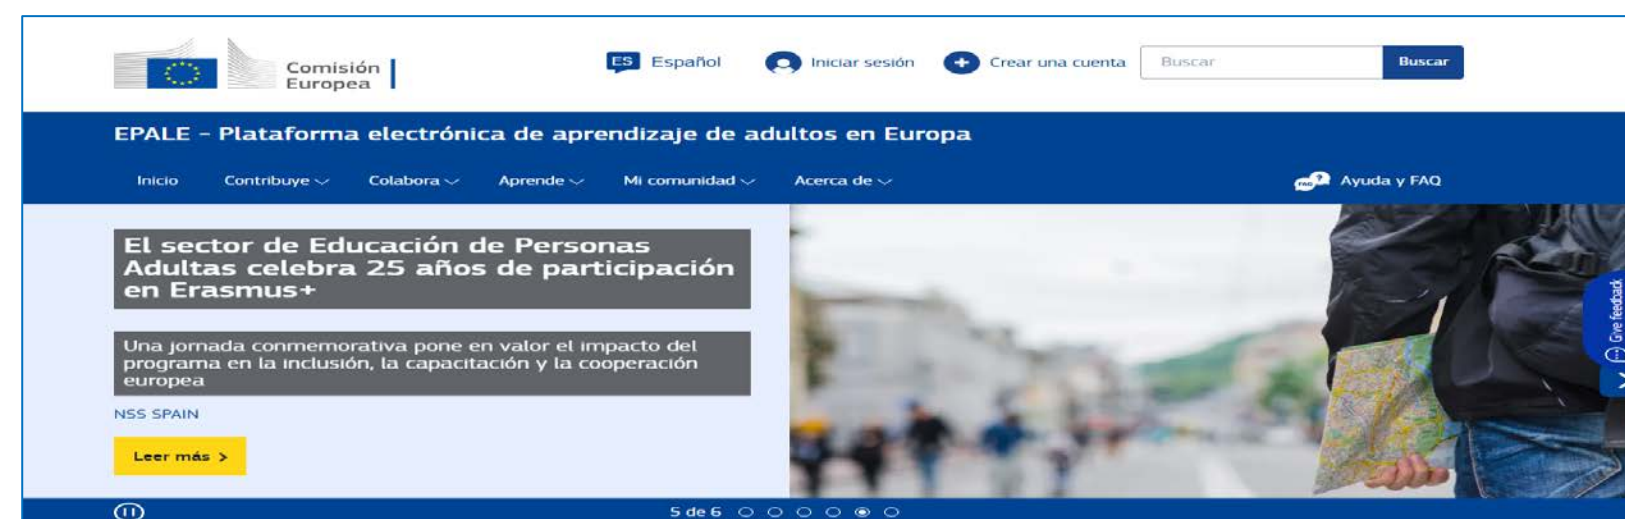 Comisión
Europea
ES Español
Iniciar sesión
Crear una cuenta
Buscar
Buscar
EPALE – Plataforma electrónica de aprendizaje de adultos en Europa
Inicio
Contribuye
Colabora
Aprende
Mi comunidad
Acerca de
FAQ ?
Ayuda y FAQ
El sector de Educación de Personas
Adultas celebra 25 años de participación
en Erasmus+
Una jornada conmemorativa pone en valor el impacto del
programa en la inclusión, la capacitación y la cooperación
europea
NSS SPAIN
Leer más >
Give feedback
5 de 6